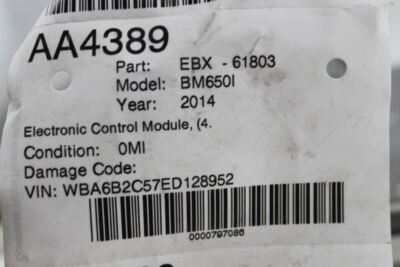 AA4389
Part: EBX - 61803
Model: BM650I
Year: 2014
Electronic Control Module, (4.
Condition: 0MI
Damage Code:
VIN: WBA6B2C57ED128952
0000797086